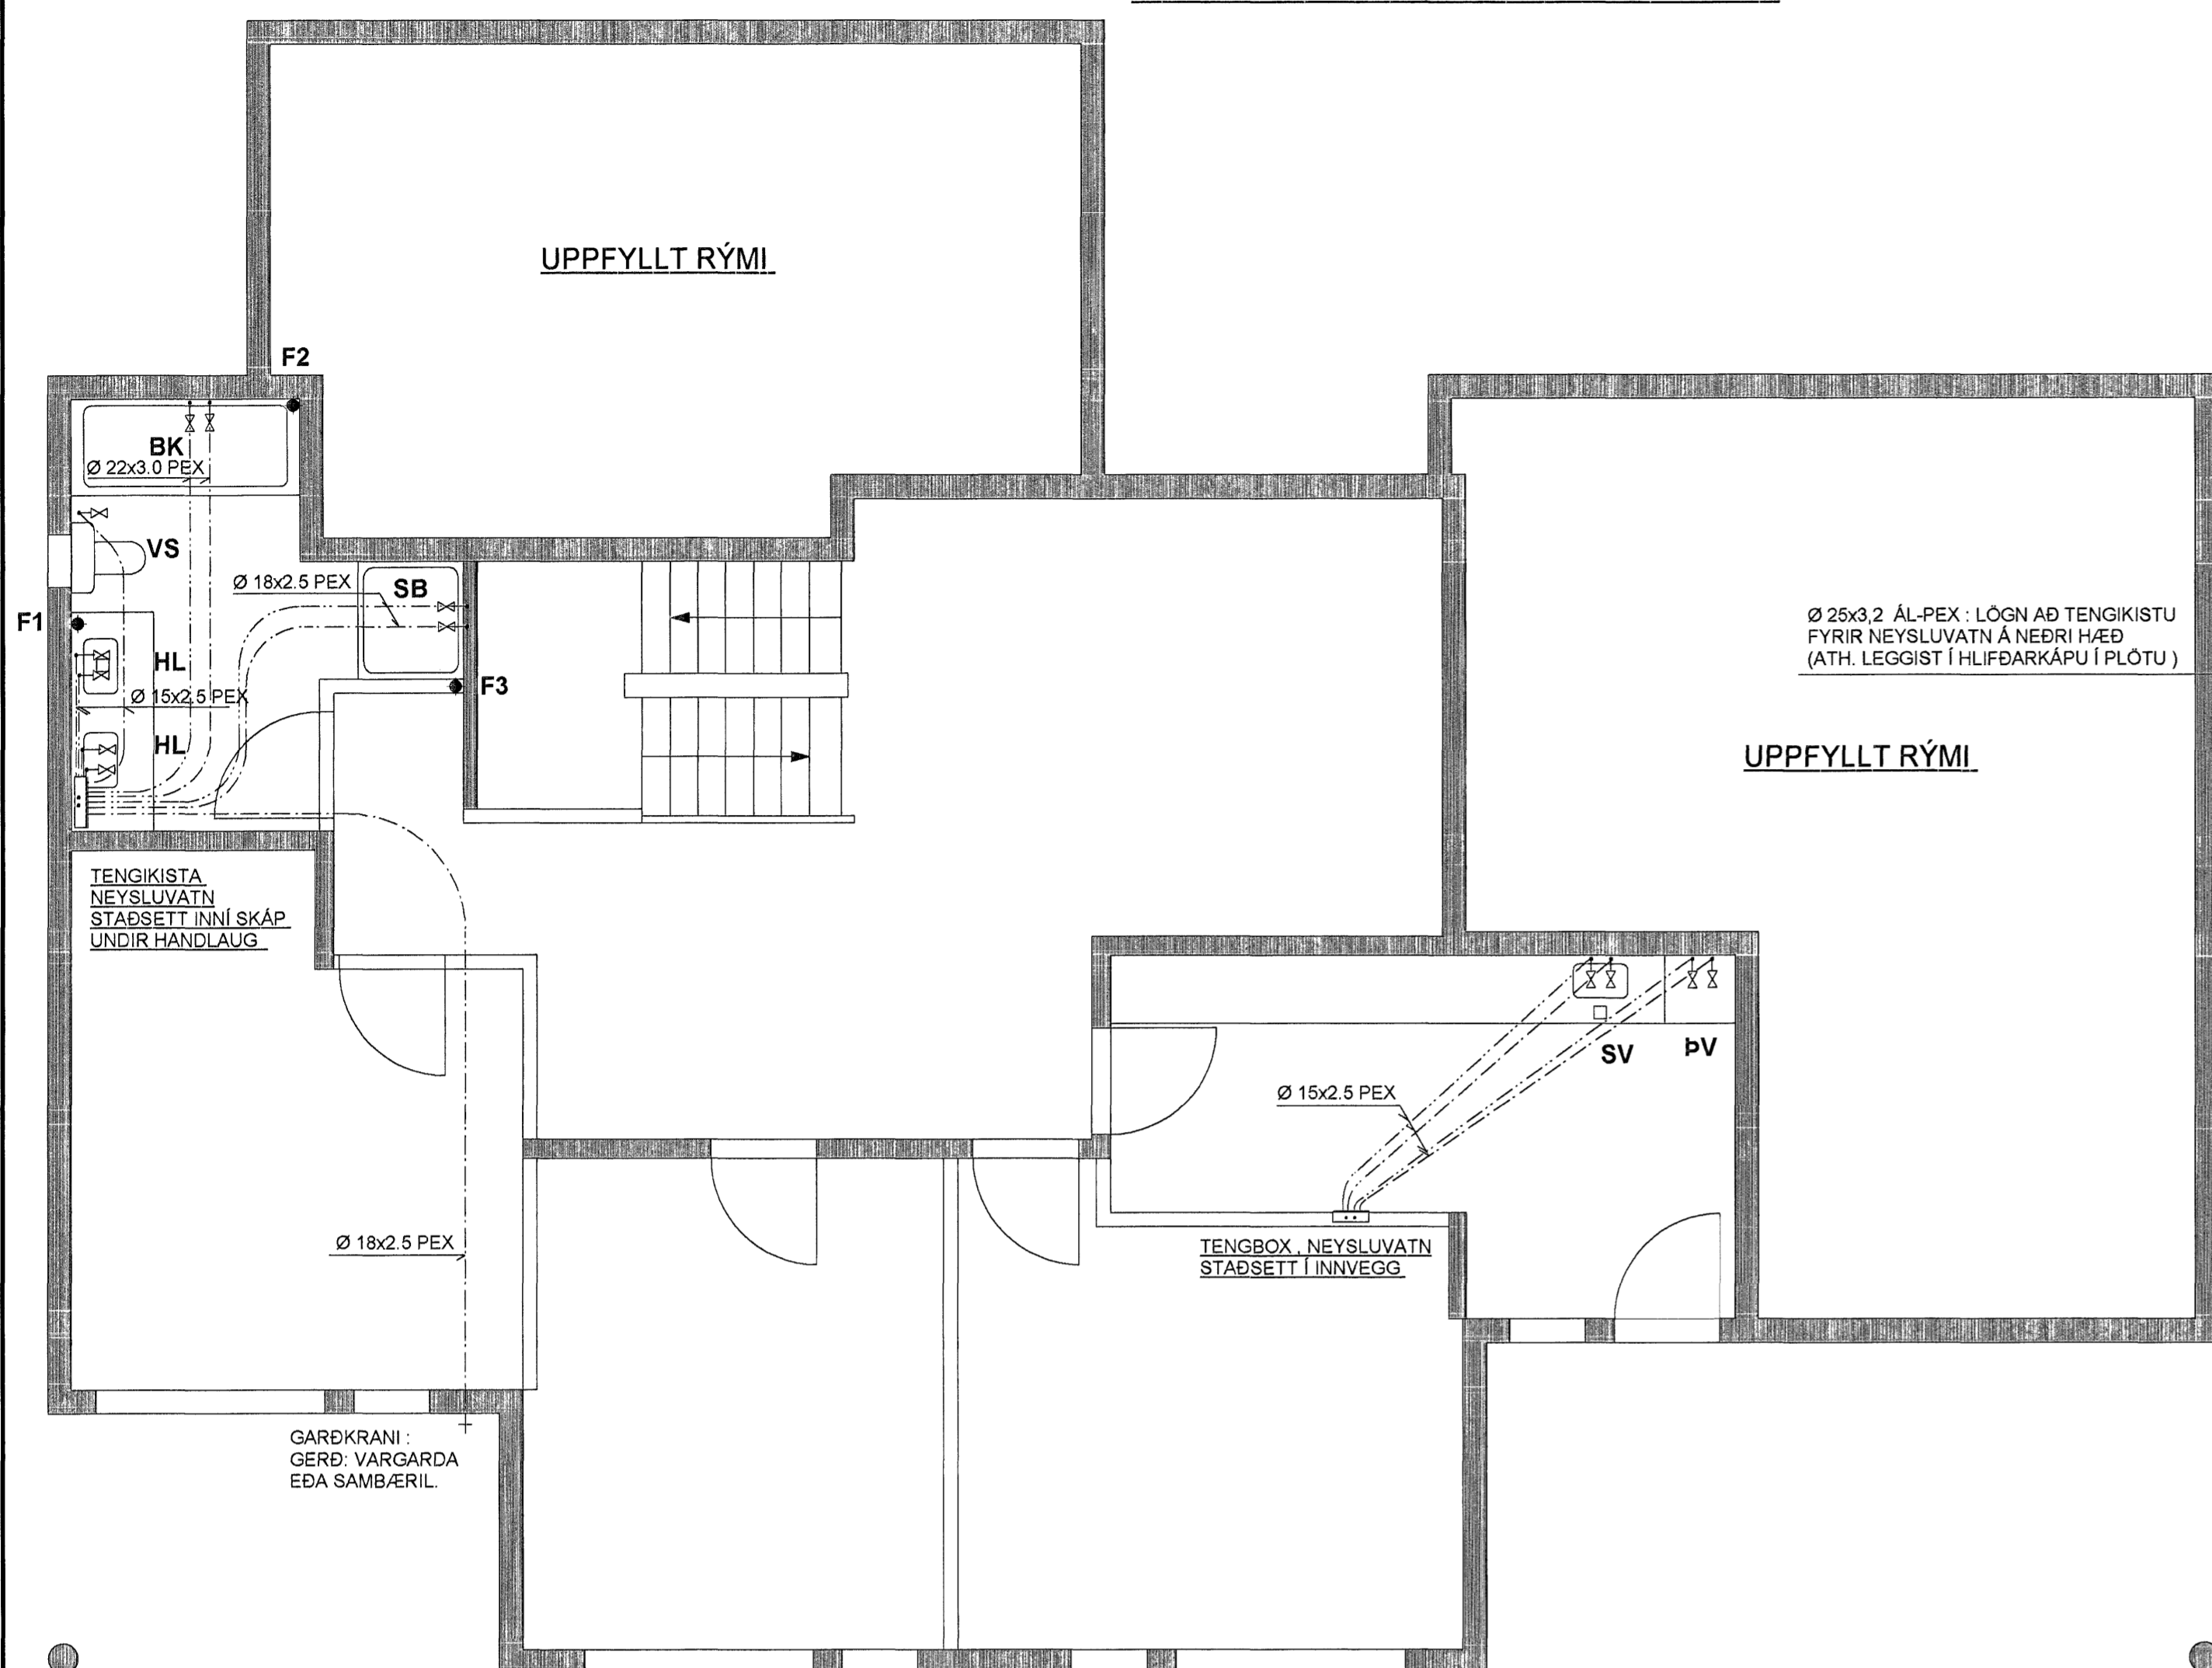 UPPFYLLT RÝMI
F2
BK
Ø 22x3.0 PEX
VS
Ø 18x2.5 PEX
SB
F1
HL
F3
Ø 15x2.5 PEX
HL
Ø 25x3,2 ÁL-PEX : LÖGN AÐ TENGIKISTU
FYRIR NEYSLUVATN Á NEÐRI HÆÐ
(ATH. LEGGIST Í HLIFÐARKÁPU Í PLÖTU )
UPPFYLLT RÝMI
TENGIKISTA
NEYSLUVATN
STAÐSETT INNÍ SKÁP
UNDIR HANDLAUG
SV
ÞV
Ø 15x2.5 PEX
Ø 18x2.5 PEX
TENGBOX , NEYSLUVATN
STAÐSETT Í INNVEGG
GARÐKRANI :
GERÐ: VARGARDA
EÐA SAMBÆRIL.